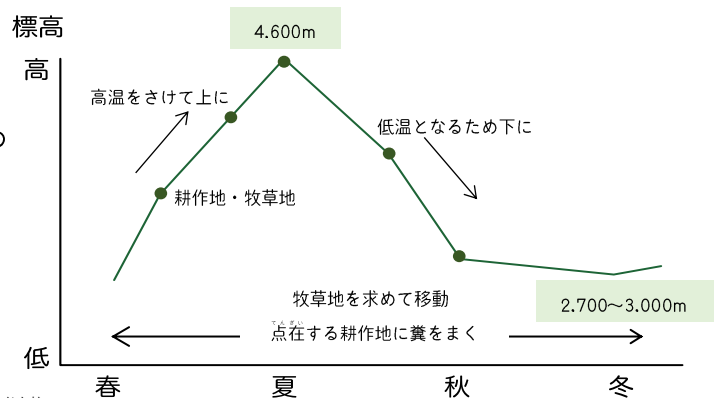 標高
4.600m
高
高温をさけて上に
低温となるため下に
の
耕作地・牧草地
牧草地を求めて移動
2.700～3.000m
てんざい
点在する耕作地に糞をまく
低
春
夏
秋
冬